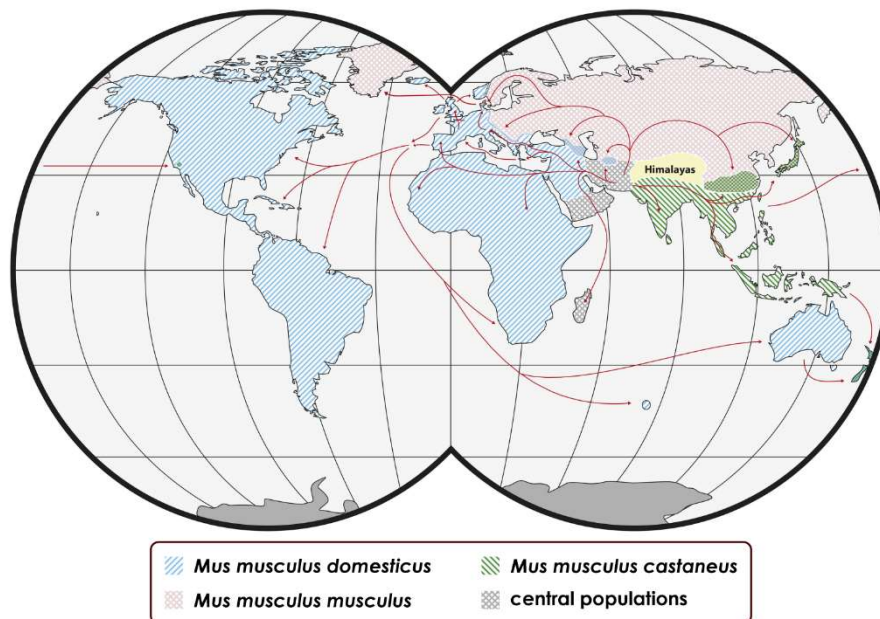 Himalayas
Mus musculus domesticus
Mus musculus castaneus
Mus musculus musculus
central populations